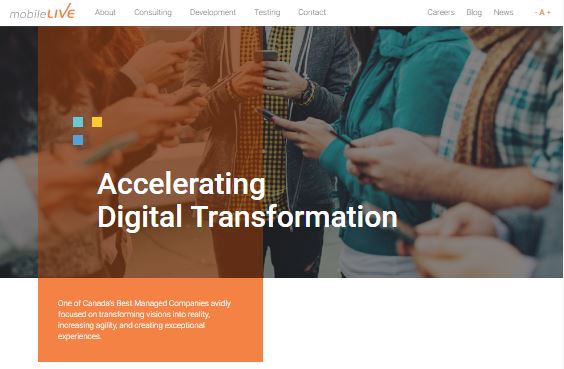 mobileLIVE
About
Consulting
Development
Testing
Contact
Careers
Blog
News
- A +
Accelerating
Digital Transformation
One of Canada's Best Managed Companies avidly
focused on transforming visions into reality,
increasing agility, and creating exceptional
experiences.